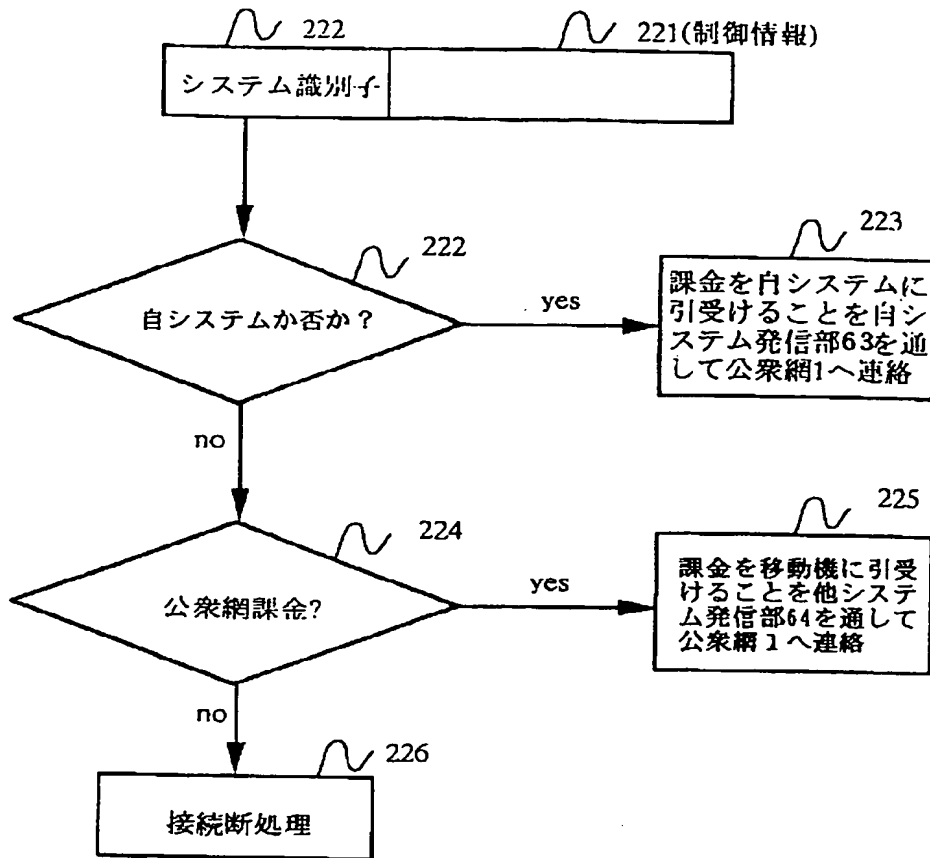 222
221(制御情報)
システム識別子
222
自システムか否か?
yes
223
課金を自システムに
引受けることを自シ
ステム発信部63を通
して公衆網1へ連絡
no
224
公衆網課金?
yes
225
課金を移動機に引受
けることを他システ
ム発信部64を通して
公衆網1へ連絡
no
226
接続断処理